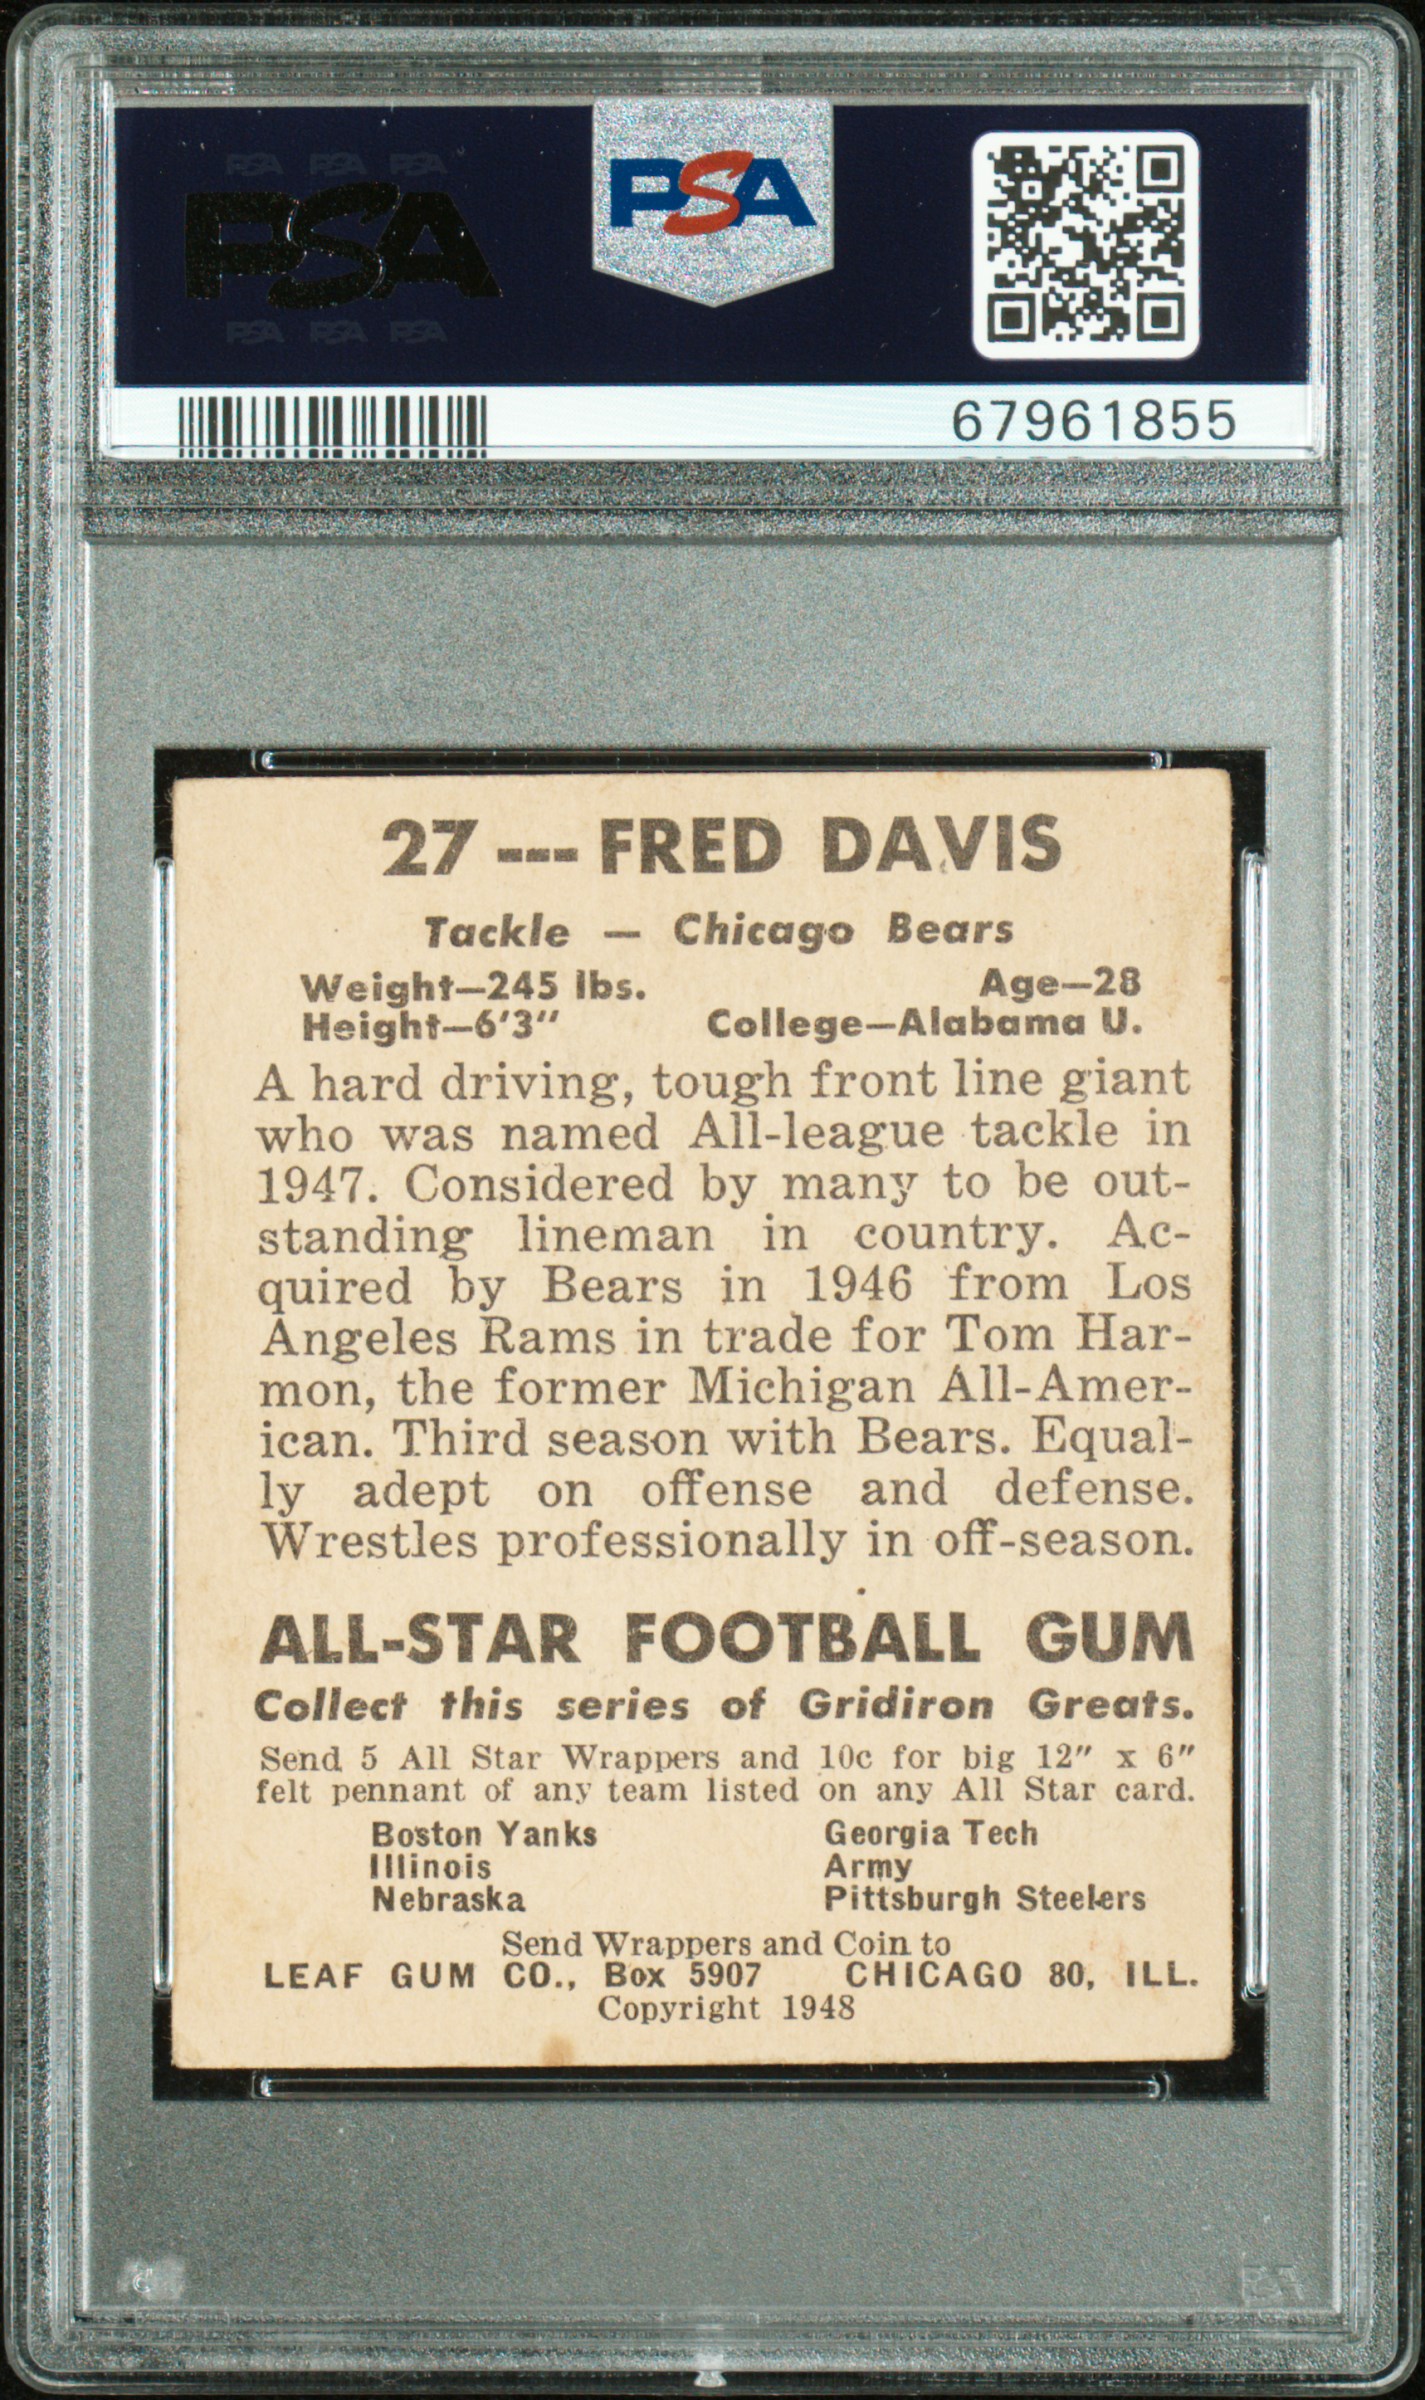 PSA PSA PSA
PSA
PSA PSA PSA
PSA
67961855
27 --- FRED DAVIS
Tackle — Chicago Bears
Weight—245 lbs. Age—28
Height—6'3" College—Alabama U.
A hard driving, tough front line giant
who was named All-league tackle in
1947. Considered by many to be out-
standing lineman in country. Ac-
quired by Bears in 1946 from Los
Angeles Rams in trade for Tom Har-
mon, the former Michigan All-Amer-
ican. Third season with Bears. Equal-
ly adept on offense and defense.
Wrestles professionally in off-season.
ALL-STAR FOOTBALL GUM
Collect this series of Gridiron Greats.
Send 5 All Star Wrappers and 10c for big 12" x 6"
felt pennant of any team listed on any All Star card.
Boston Yanks Georgia Tech
Illinois Army
Nebraska Pittsburgh Steelers
Send Wrappers and Coin to
LEAF GUM CO., Box 5907 CHICAGO 80, ILL.
Copyright 1948
PSA